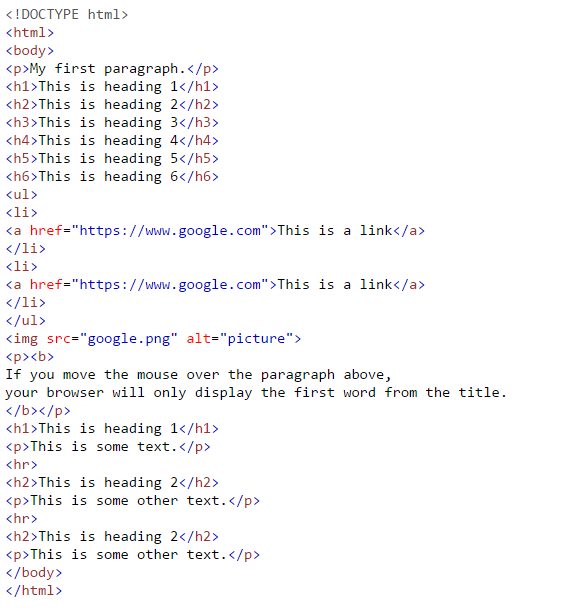 <!DOCTYPE html>
<html>
<body>
<p>My first paragraph.</p>
<h1>This is heading 1</h1>
<h2>This is heading 2</h2>
<h3>This is heading 3</h3>
<h4>This is heading 4</h4>
<h5>This is heading 5</h5>
<h6>This is heading 6</h6>
<ul>
<li>
<a href="https://www.google.com">This is a link</a>
</li>
<li>
<a href="https://www.google.com">This is a link</a>
</li>
</ul>
<img src="google.png" alt="picture">
<p><b>
If you move the mouse over the paragraph above,
your browser will only display the first word from the title.
</b></p>
<h1>This is heading 1</h1>
<p>This is some text.</p>
<hr>
<h2>This is heading 2</h2>
<p>This is some other text.</p>
<hr>
<h2>This is heading 2</h2>
<p>This is some other text.</p>
</body>
</html>